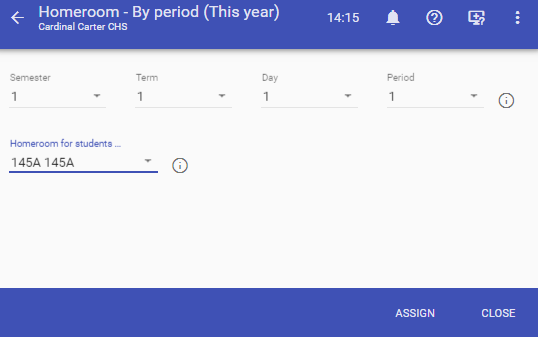 Homeroom - By period (This year)
Cardinal Carter CHS
14:15
Semester
Term
Day
Period
1
1
1
1
Homeroom for students ...
145A 145A
ASSIGN
CLOSE